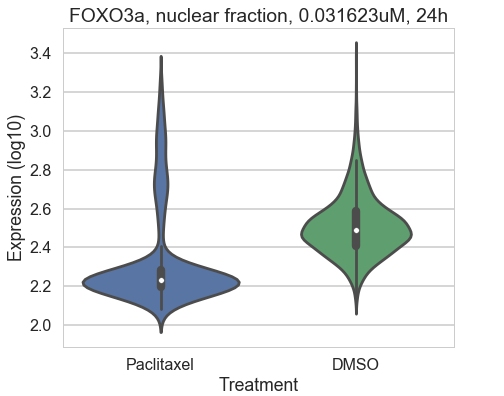 FOXO3a, nuclear fraction, 0.031623uM, 24h
Expression (log10)
3.4
3.2
3.0
2.8
2.6
2.4
2.2
2.0
Paclitaxel
DMSO
Treatment